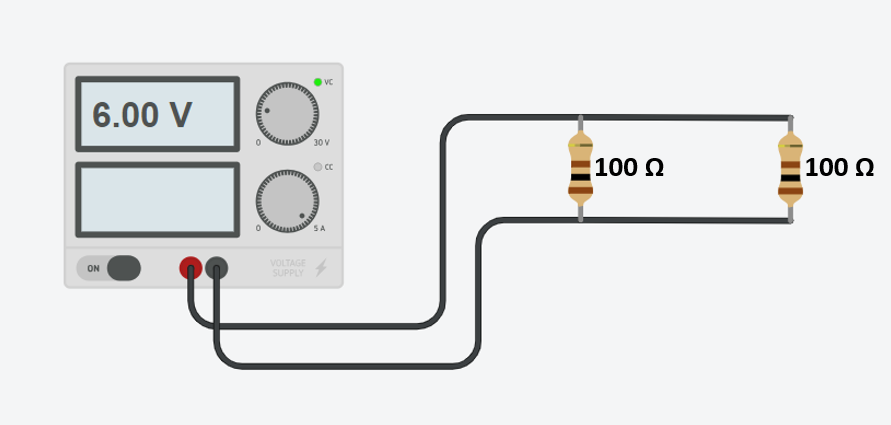 6.00 V
VC
0
30 V
CC
0
5 A
ON
VOLTAGE
SUPPLY
100 Ω
100 Ω